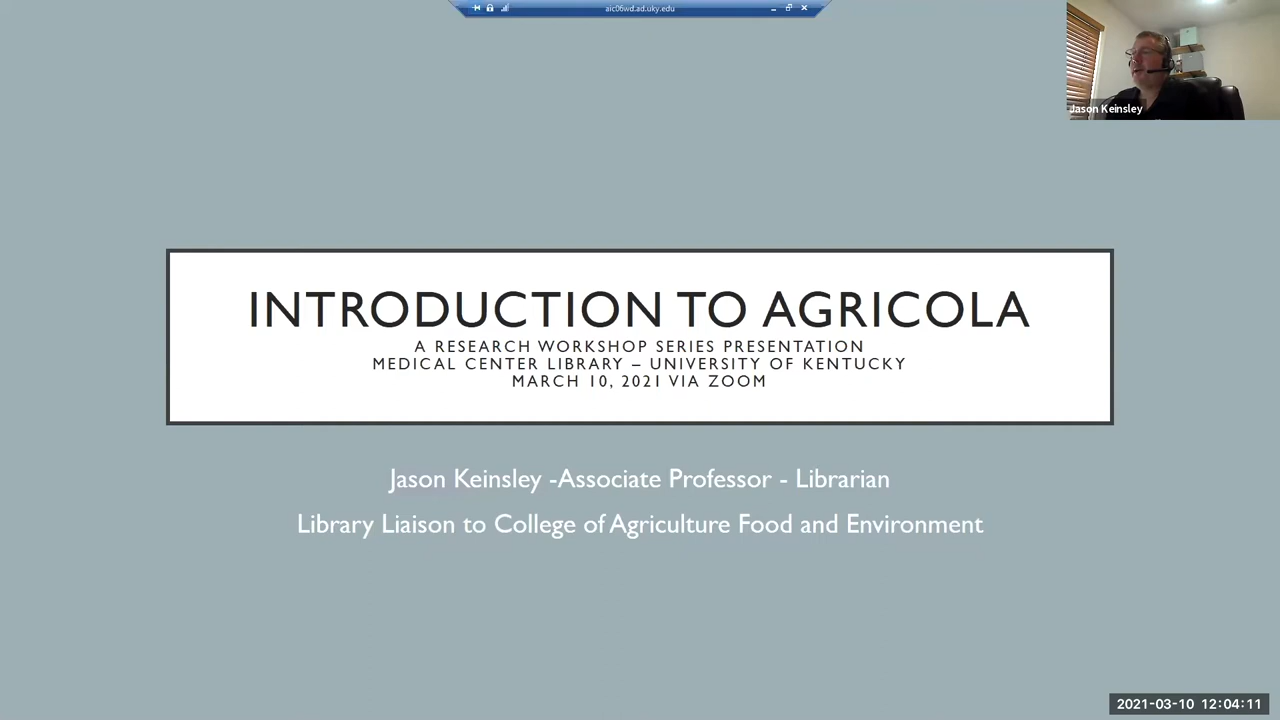 aic06wd.ad.uky.edu
Jason Keinsley
INTRODUCTION TO AGRICOLA
A RESEARCH WORKSHOP SERIES PRESENTATION
MEDICAL CENTER LIBRARY – UNIVERSITY OF KENTUCKY
MARCH 10, 2021 VIA ZOOM
Jason Keinsley -Associate Professor - Librarian
Library Liaison to College of Agriculture Food and Environment
2021-03-10 12:04:11